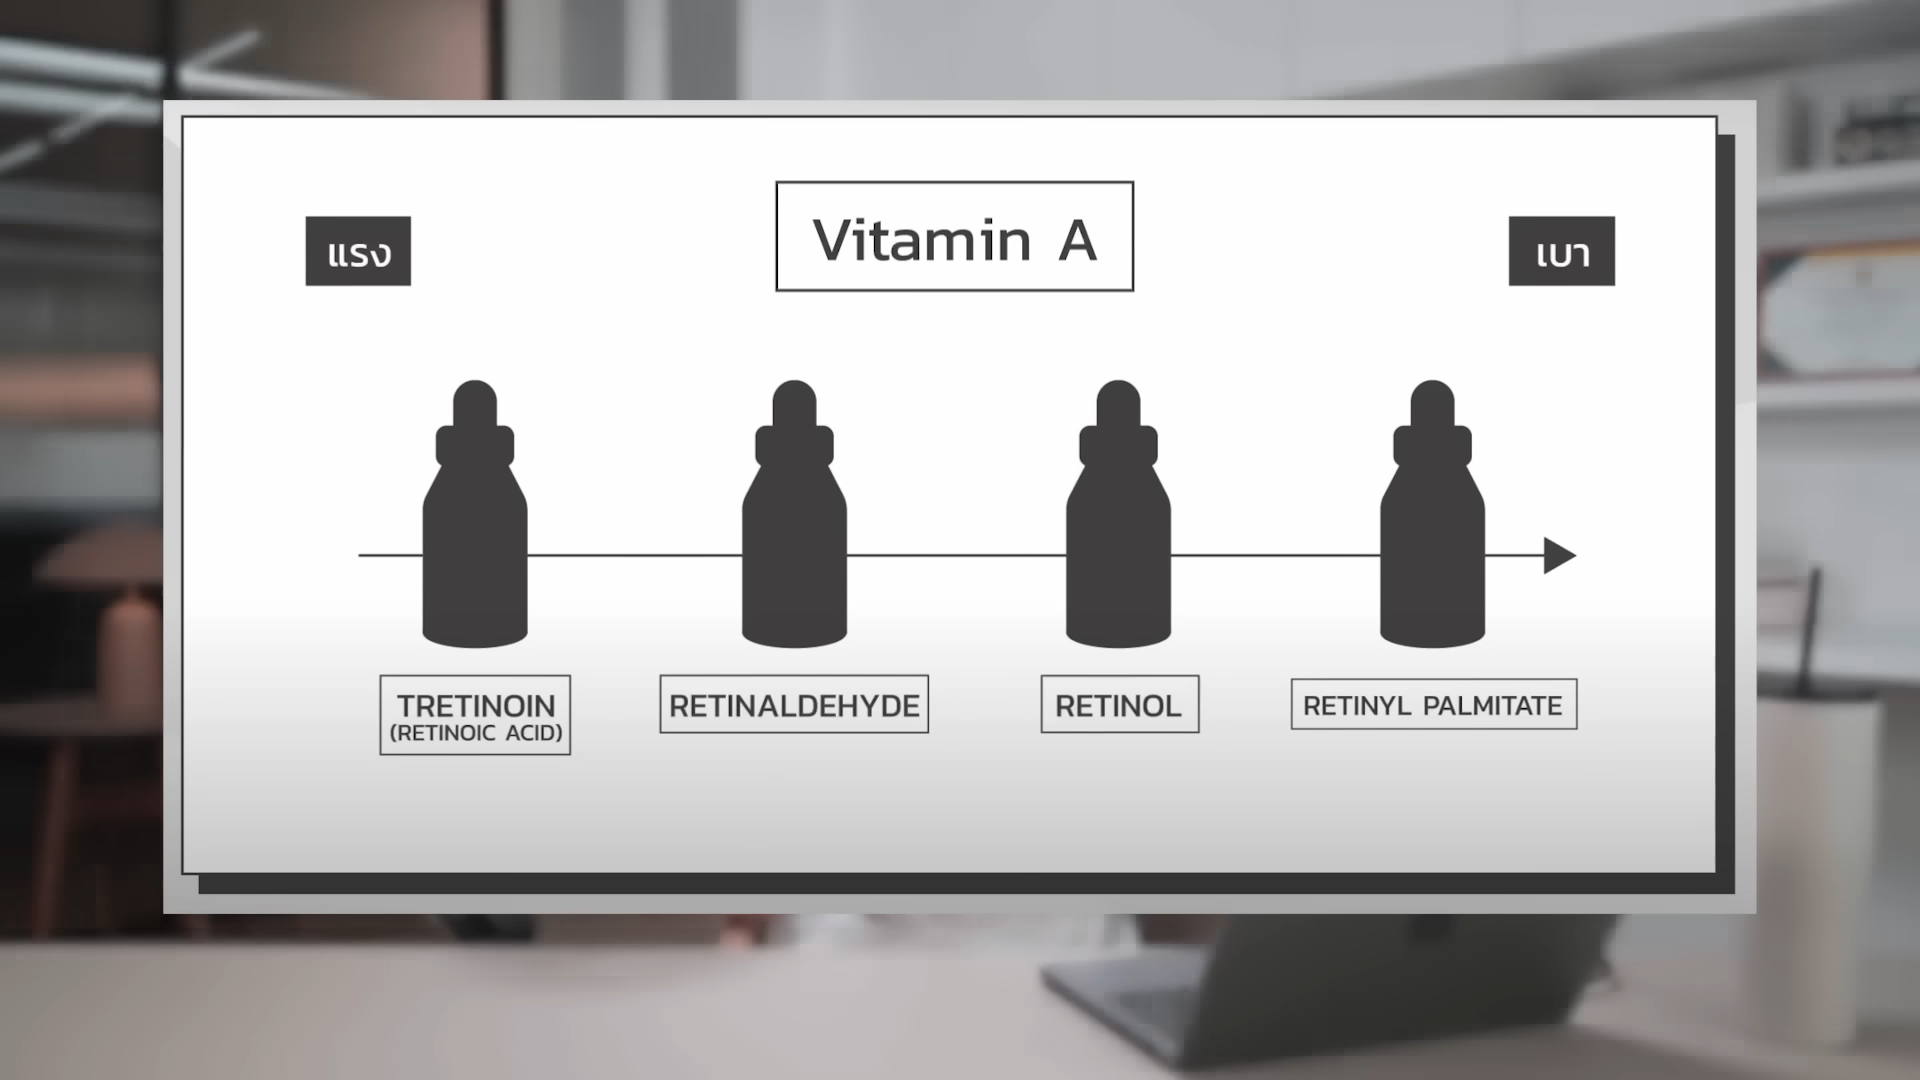 Vitamin A
แรง
เบา
TRETINOIN
(RETINOIC ACID)
RETINALDEHYDE
RETINOL
RETINYL PALMITATE